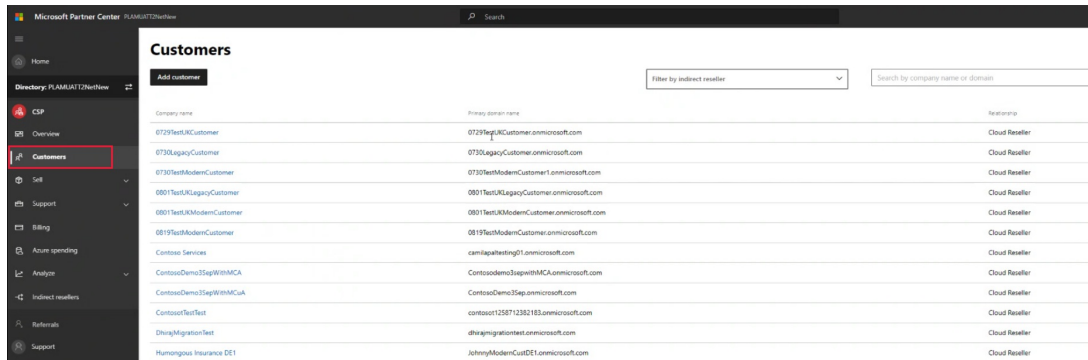 Microsoft Partner Center PLAMUATT2NetNew
Search
Home
Directory: PLAMUATT2NetNew
CSP
Overview
Customers
Sell
Support
Billing
Azure spending
Analyze
Indirect resellers
Referrals
Support
Customers
Add customer
Filter by indirect reseller
Search by company name or domain
Company name Primary domain name Relationship
0729TestUKCustomer 0729TestUKCustomer.onmicrosoft.com Cloud Reseller
0730LegacyCustomer 0730LegacyCustomer.onmicrosoft.com Cloud Reseller
0730TestModernCustomer 0730TestModernCustomer1.onmicrosoft.com Cloud Reseller
0801TestUKLegacyCustomer 0801TestUKLegacyCustomer.onmicrosoft.com Cloud Reseller
0801TestUKModernCustomer 0801TestUKModernCustomer.onmicrosoft.com Cloud Reseller
0819TestModernCustomer 0819TestModernCustomer.onmicrosoft.com Cloud Reseller
Contoso Services camilapaltesting01.onmicrosoft.com Cloud Reseller
ContosoDemo3SepWithMCA Contosodemo3sepwithMCA.onmicrosoft.com Cloud Reseller
ContosoDemo3SepWithMCuA ContosoDemo3Sep.onmicrosoft.com Cloud Reseller
ContosotTestTest contosot1258712382183.onmicrosoft.com Cloud Reseller
DhirajMigrationTest dhirajmigrationtest.onmicrosoft.com Cloud Reseller
Humongous Insurance DE1 JohnnyModernCustDE1.onmicrosoft.com Cloud Reseller